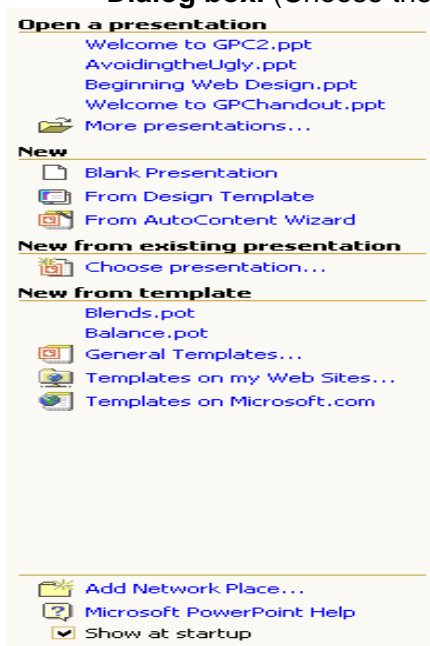 Dialog box. (Choose the
Open a presentation
Welcome to GPC2.ppt
AvoidingtheUgly.ppt
Beginning Web Design.ppt
Welcome to GPChandout.ppt
More presentations...
New
Blank Presentation
From Design Template
From AutoContent Wizard
New from existing presentation
Choose presentation...
New from template
Blends.pot
Balance.pot
General Templates...
Templates on my Web Sites...
Templates on Microsoft.com
Add Network Place...
Microsoft PowerPoint Help
Show at startup